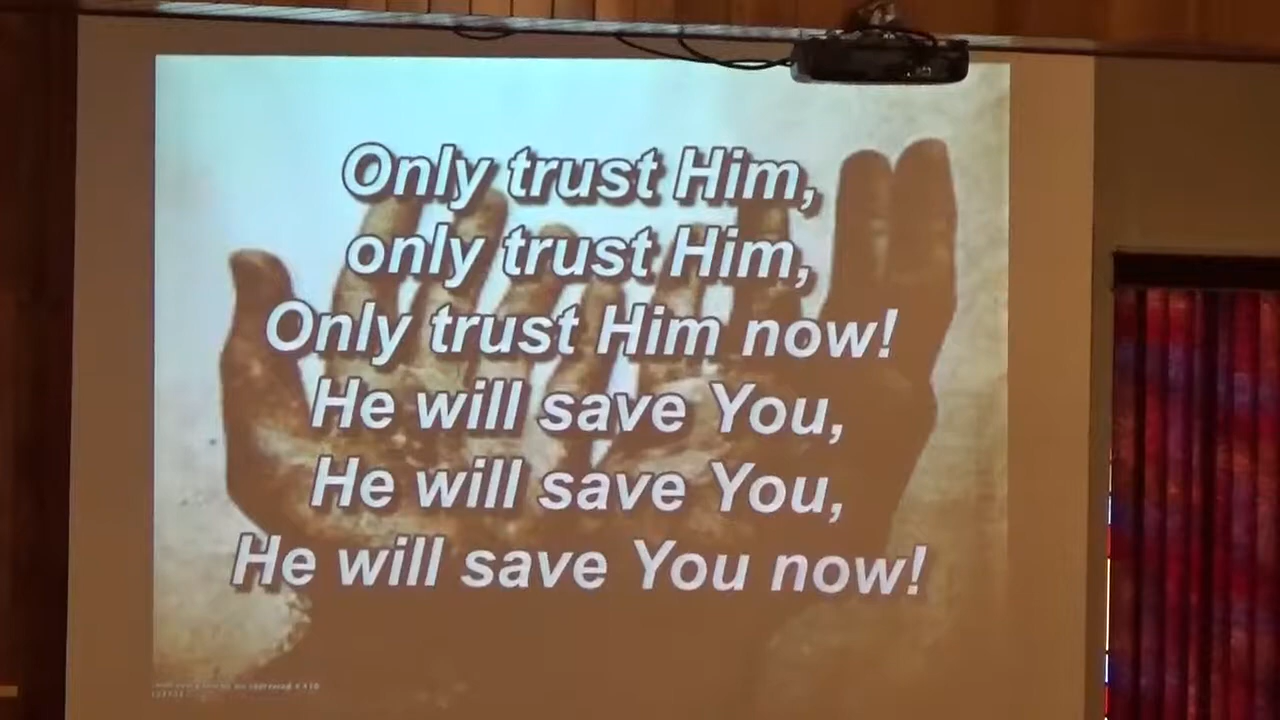 Only trust Him,
only trust Him,
Only trust Him now!
He will save You,
He will save You,
He will save You now!